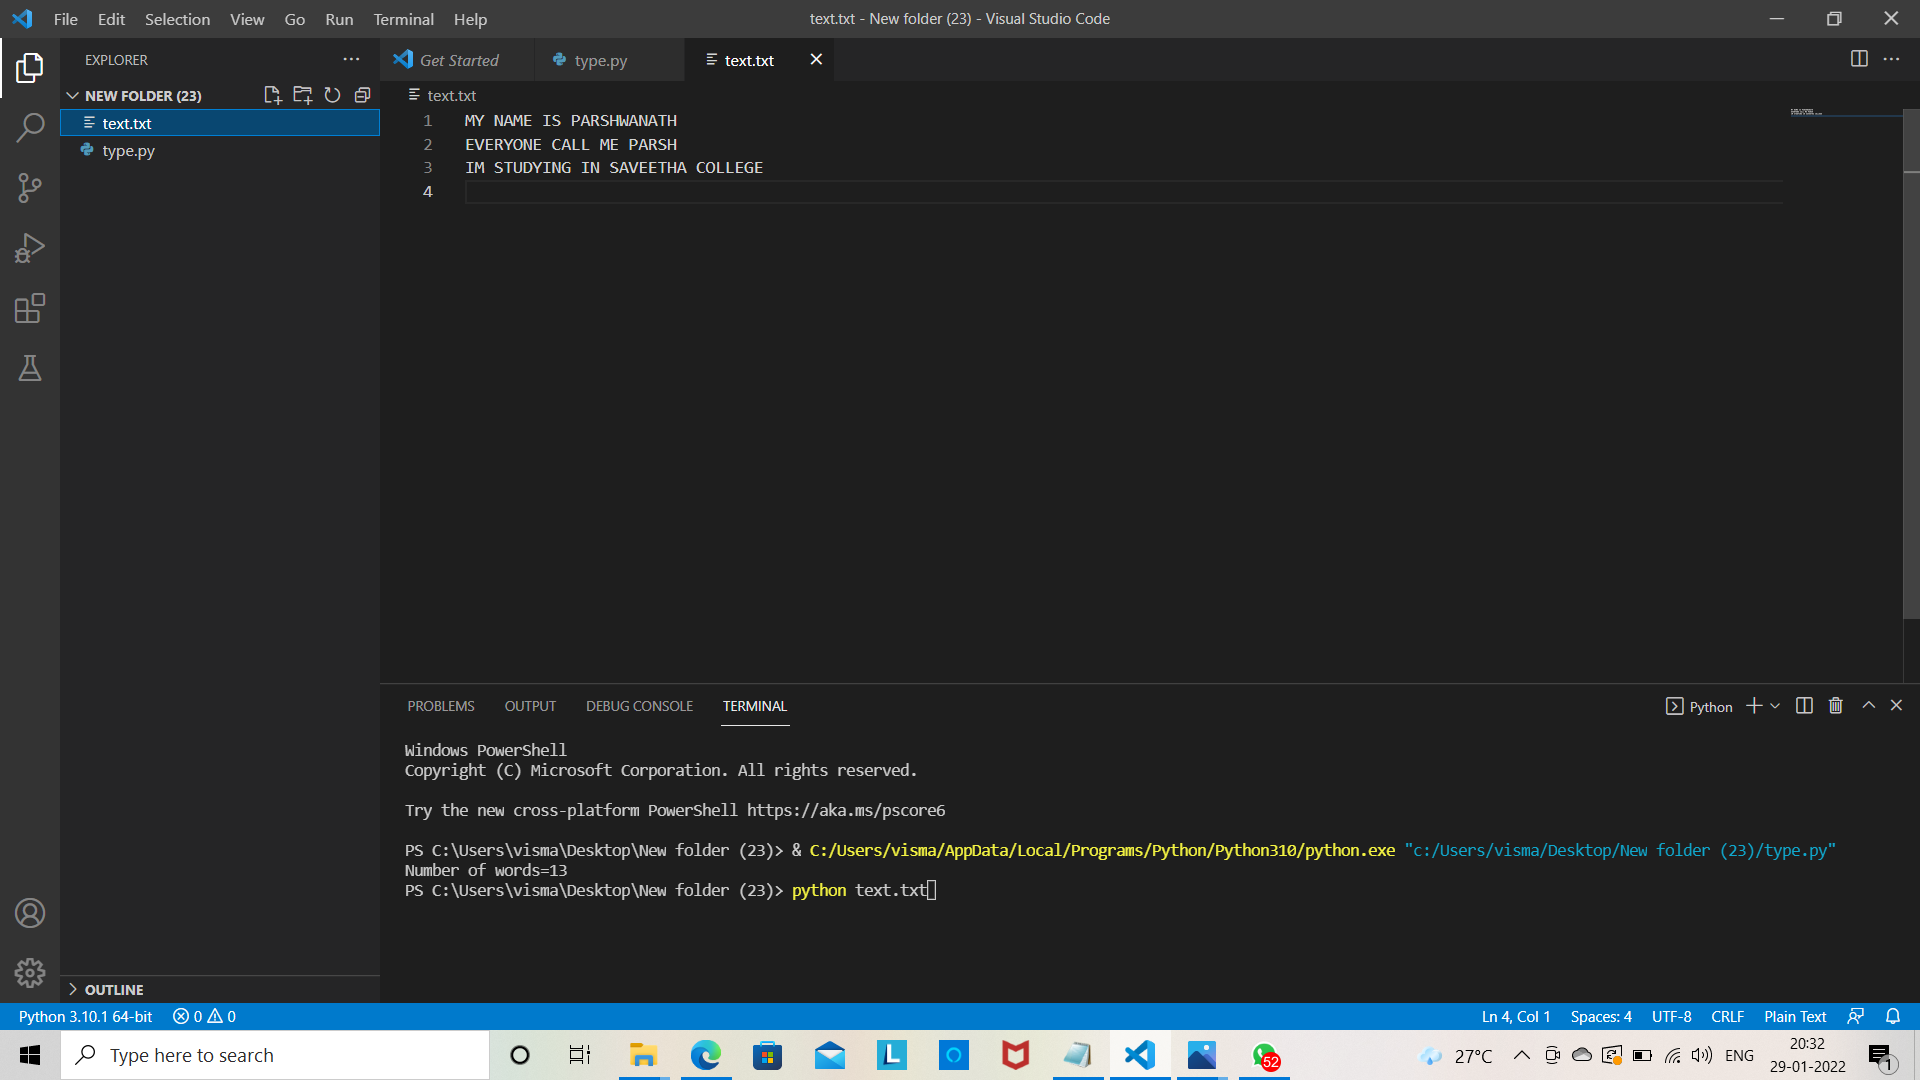 File Edit Selection View Go Run Terminal Help
text.txt - New folder (23) - Visual Studio Code
EXPLORER
Get Started
type.py
text.txt
NEW FOLDER (23)
text.txt
type.py
text.txt
1 MY NAME IS PARSHWANATH
2 EVERYONE CALL ME PARSH
3 IM STUDYING IN SAVEETHA COLLEGE
4
PROBLEMS OUTPUT DEBUG CONSOLE TERMINAL
Python
Windows PowerShell
Copyright (C) Microsoft Corporation. All rights reserved.
Try the new cross-platform PowerShell https://aka.ms/pscore6
PS C:\Users\visma\Desktop\New folder (23)> & C:/Users/visma/AppData/Local/Programs/Python/Python310/python.exe "c:/Users/visma/Desktop/New folder (23)/type.py"
Number of words=13
PS C:\Users\visma\Desktop\New folder (23)> python text.txt
OUTLINE
Python 3.10.1 64-bit 0 0
Ln 4, Col 1 Spaces: 4 UTF-8 CRLF Plain Text
Type here to search
L
52
27°C
ENG
20:32
29-01-2022
1